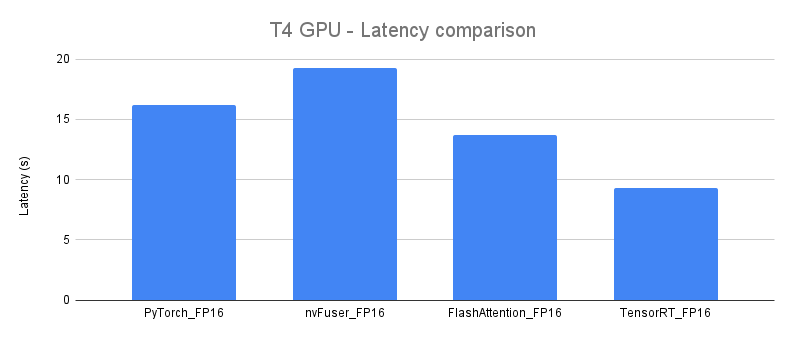 T4 GPU - Latency comparison
Latency (s)
20
15
10
5
0
PyTorch_FP16 nvFuser_FP16 FlashAttention_FP16 TensorRT_FP16